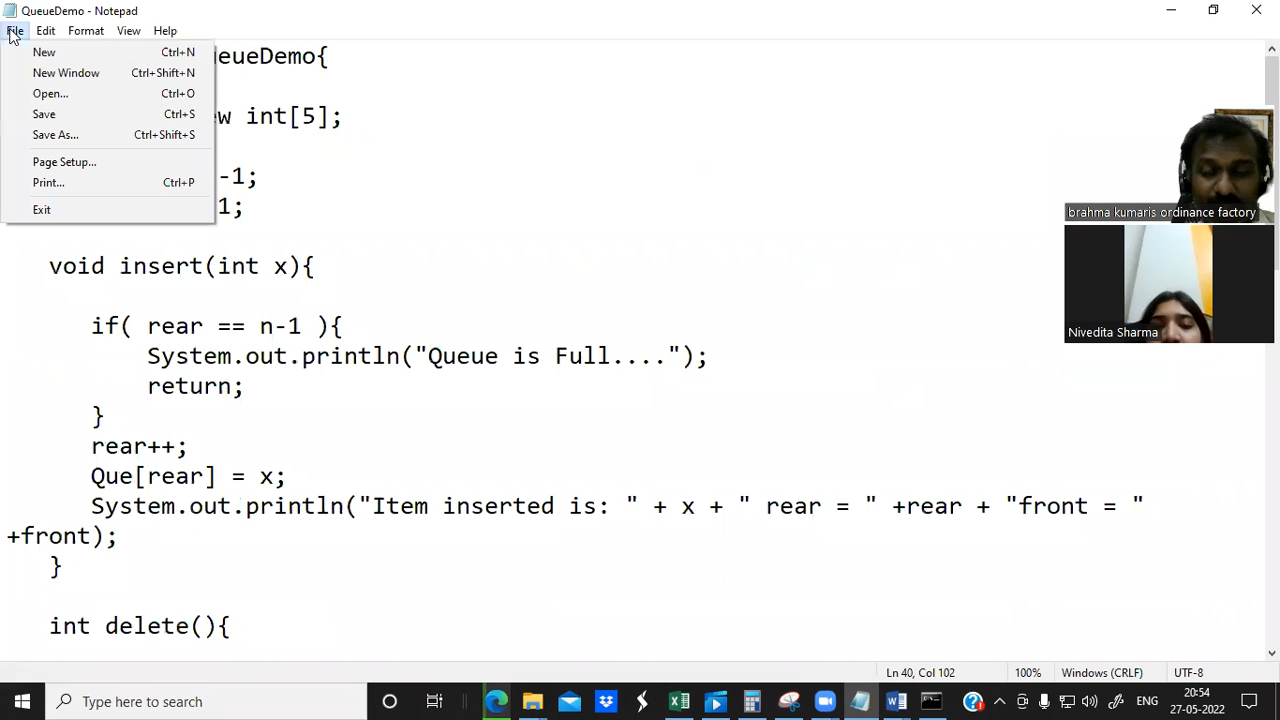 QueueDemo - Notepad
File Edit Format View Help
New Ctrl+N
New Window Ctrl+Shift+N
Open... Ctrl+O
Save Ctrl+S
Save As... Ctrl+Shift+S
Page Setup... 
Print... Ctrl+P
Exit
ueueDemo{
w int[5];
-1;
1;
void insert(int x){
if( rear == n-1 ){
System.out.println("Queue is Full....");
return;
}
rear++;
Que[rear] = x;
System.out.println("Item inserted is: " + x + " rear = " +rear + "front = "
+front);
}
int delete(){
brahma kumaris ordinance factory
Nivedita Sharma
Ln 40, Col 102 100% Windows (CRLF) UTF-8
Type here to search
ENG
20:54
27-05-2022